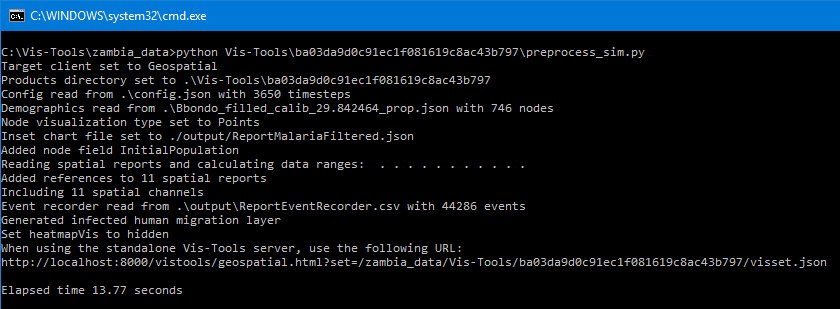 C:\WINDOWS\system32\cmd.exe
C:\Vis-Tools\zambia_data>python Vis-Tools\ba03da9d0c91ec1f081619c8ac43b797\preprocess_sim.py
Target client set to Geospatial
Products directory set to .\Vis-Tools\ba03da9d0c91ec1f081619c8ac43b797
Config read from .\config.json with 3650 timesteps
Demographics read from .\Bbondo_filled_calib_29.842464_prop.json with 746 nodes
Node visualization type set to Points
Inset chart file set to ./output/ReportMalariaFiltered.json
Added node field InitialPopulation
Reading spatial reports and calculating data ranges:  . . . . . . . . . . .
Added references to 11 spatial reports
Including 11 spatial channels
Event recorder read from .\output\ReportEventRecorder.csv with 44286 events
Generated infected human migration layer
Set heatmapVis to hidden
When using the standalone Vis-Tools server, use the following URL:
http://localhost:8000/vistools/geospatial.html?set=/zambia_data/Vis-Tools/ba03da9d0c91ec1f081619c8ac43b797/visset.json
Elapsed time 13.77 seconds